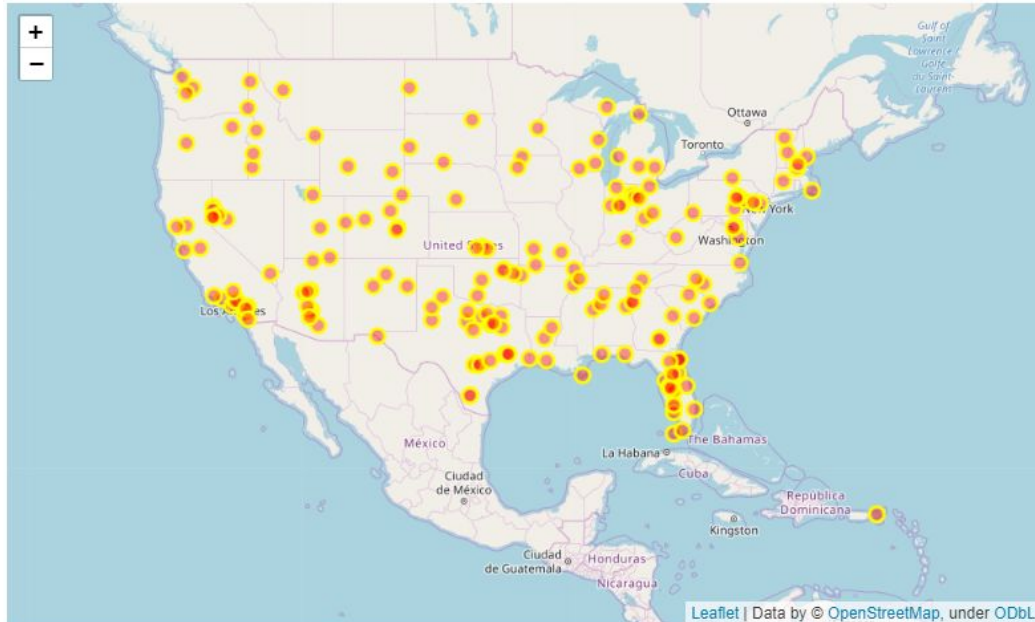 +
−
Gulf of
Saint
Lawrence
Golfe
du Saint-
Laurent
Ottawa
Toronto
New York
Washington
United States
Los Angeles
México
Ciudad
de México
La Habana
The Bahamas
Cuba
República
Dominicana
Kingston
Ciudad
de Guatemala
Honduras
Nicaragua
Leaflet | Data by © OpenStreetMap, under ODbL